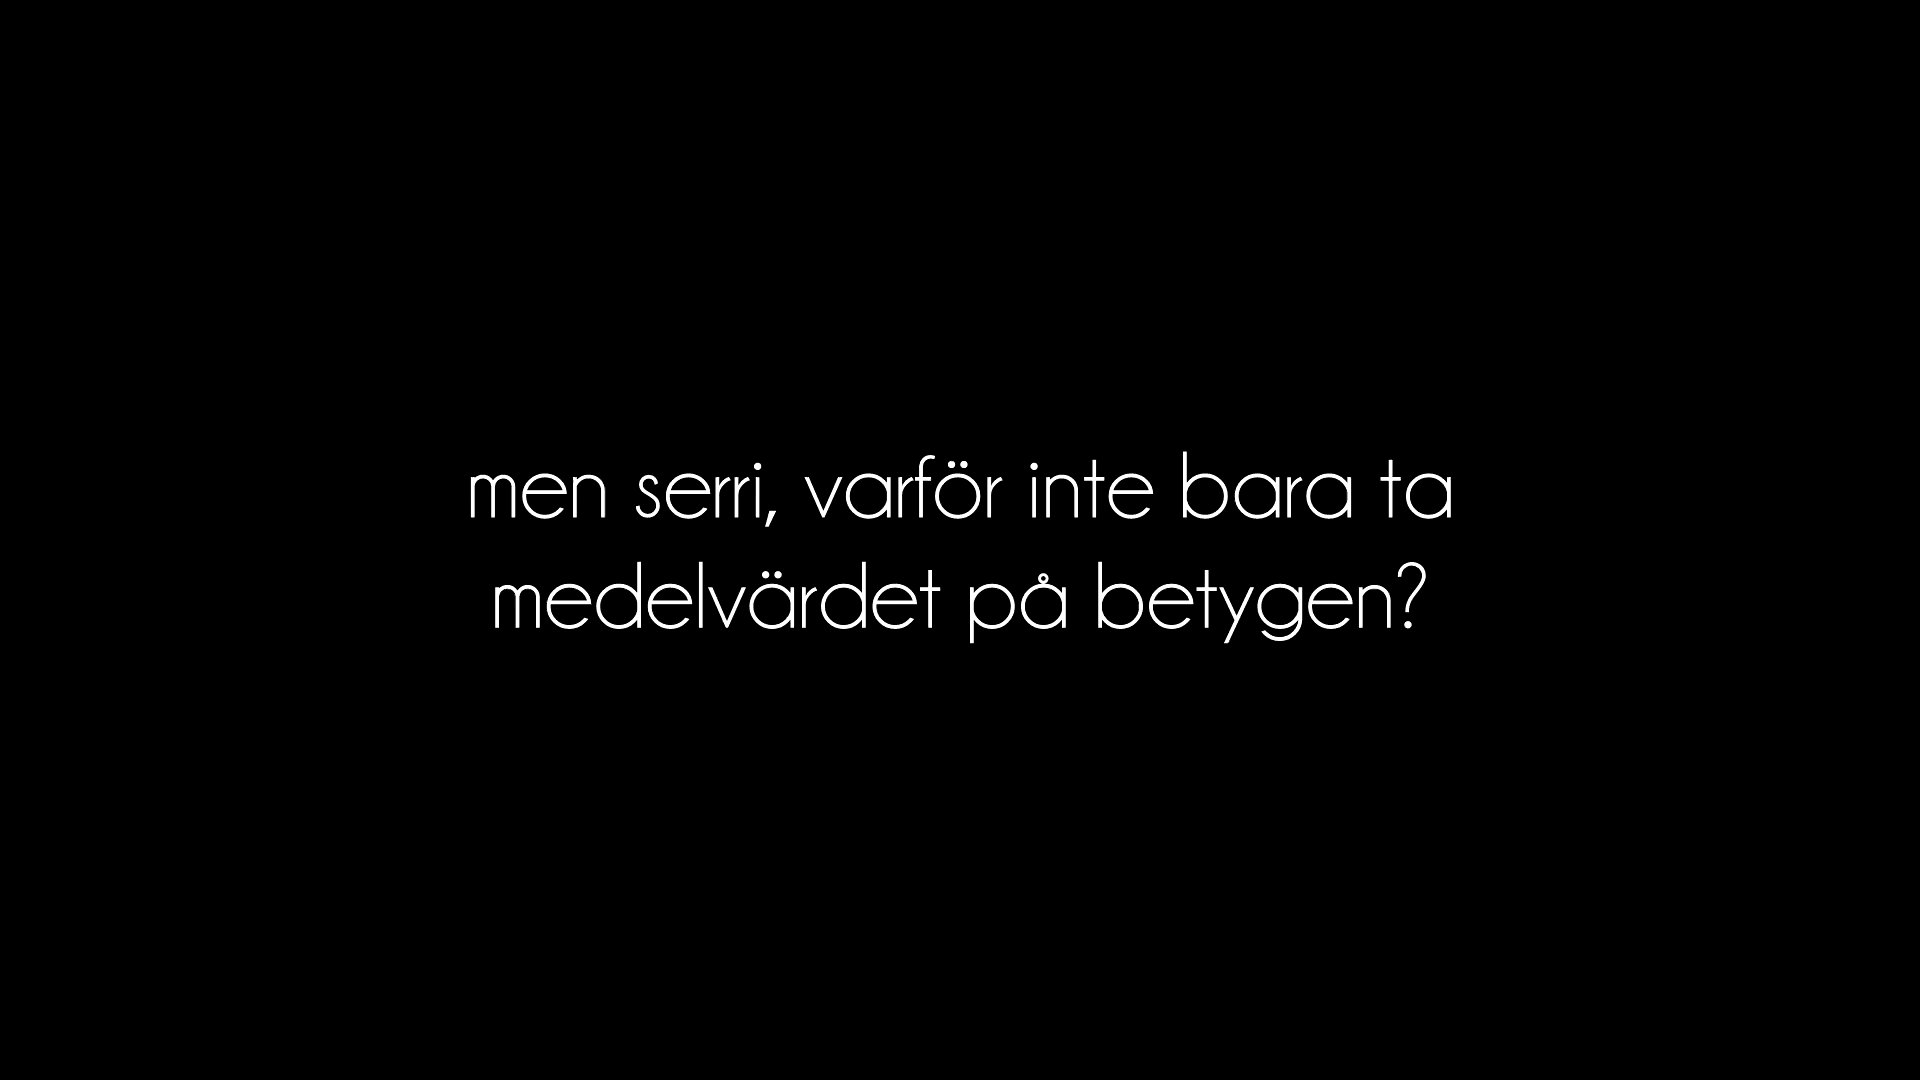 men serri, varför inte bara ta
medelvärdet på betygen?